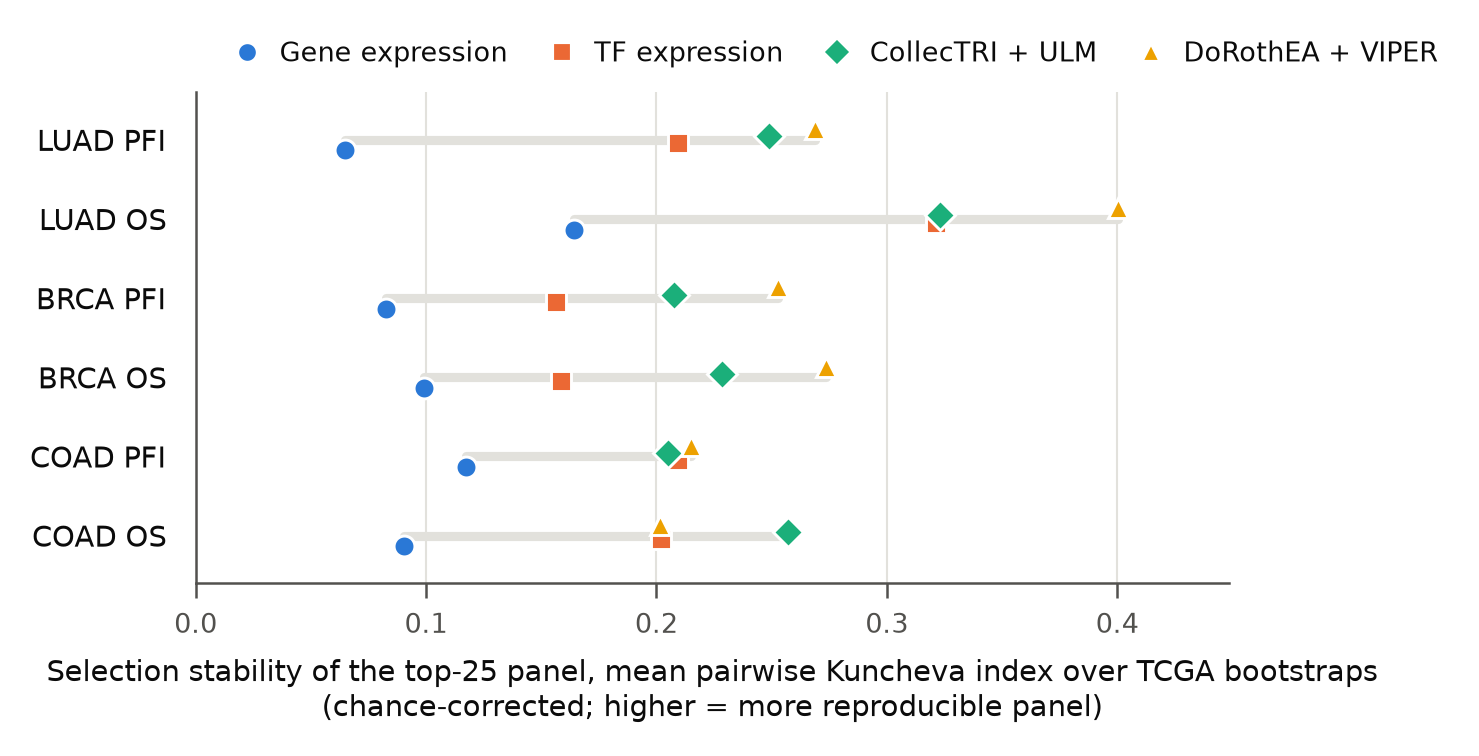 Gene expression TF expression CollecTRI + ULM DoRothEA + VIPER
LUAD PFI
LUAD OS
BRCA PFI
BRCA OS
COAD PFI
COAD OS
0.0 0.1 0.2 0.3 0.4
Selection stability of the top-25 panel, mean pairwise Kuncheva index over TCGA bootstraps
(chance-corrected; higher = more reproducible panel)